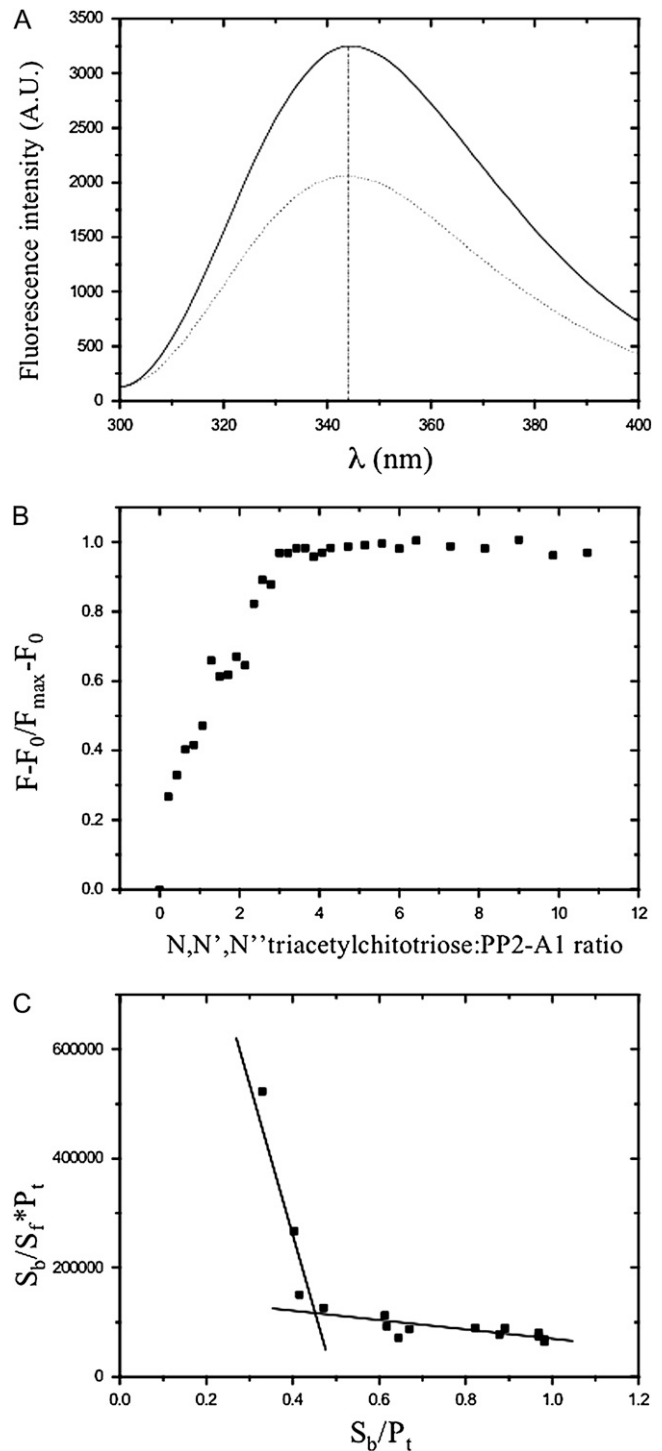 A
3500
3000
2500
2000
1500
1000
500
0
Fluorescence intensity (A.U.)
300 320 340 360 380 400
λ (nm)
B
1.0
0.8
0.6
0.4
0.2
0.0
F-F₀/Fmax-F₀
0 2 4 6 8 10 12
N,N',N''triacetylchitotriose:PP2-A1 ratio
C
600000
400000
200000
0
Sb/Sf*Pt
0.0 0.2 0.4 0.6 0.8 1.0 1.2
Sb/Pt